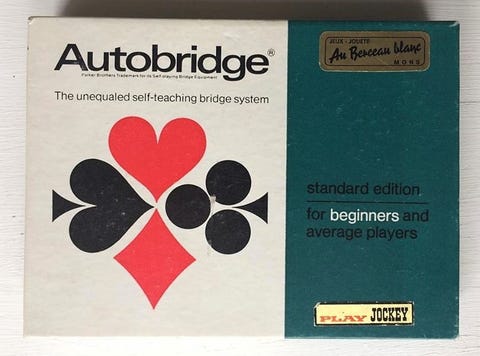 Autobridge®
Parker Brothers Trademark for its Self-playing Bridge Equipment
The unequaled self-teaching bridge system
JEUX - JOUETS
Au Berceau blanc
MONS
standard edition
for beginners and
average players
PLAY JOCKEY